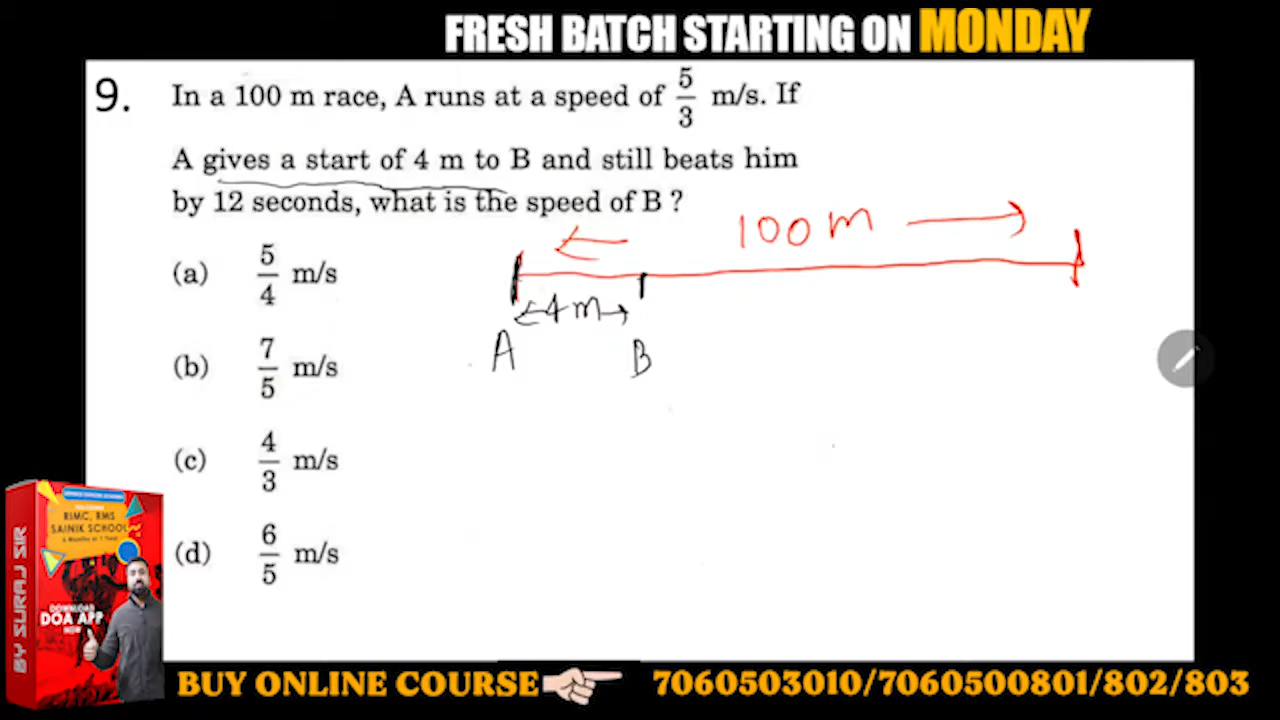 FRESH BATCH STARTING ON MONDAY
9. In a 100 m race, A runs at a speed of 5/3 m/s. If
A gives a start of 4 m to B and still beats him
by 12 seconds, what is the speed of B ?
100 m
4 m
A B
(a) 5/4 m/s
(b) 7/5 m/s
(c) 4/3 m/s
(d) 6/5 m/s
RIMC, RMS
SAINIK SCHOOL
DOWNLOAD
DOA APP
NOW
BY SURAJ SIR
BUY ONLINE COURSE 7060503010/7060500801/802/803